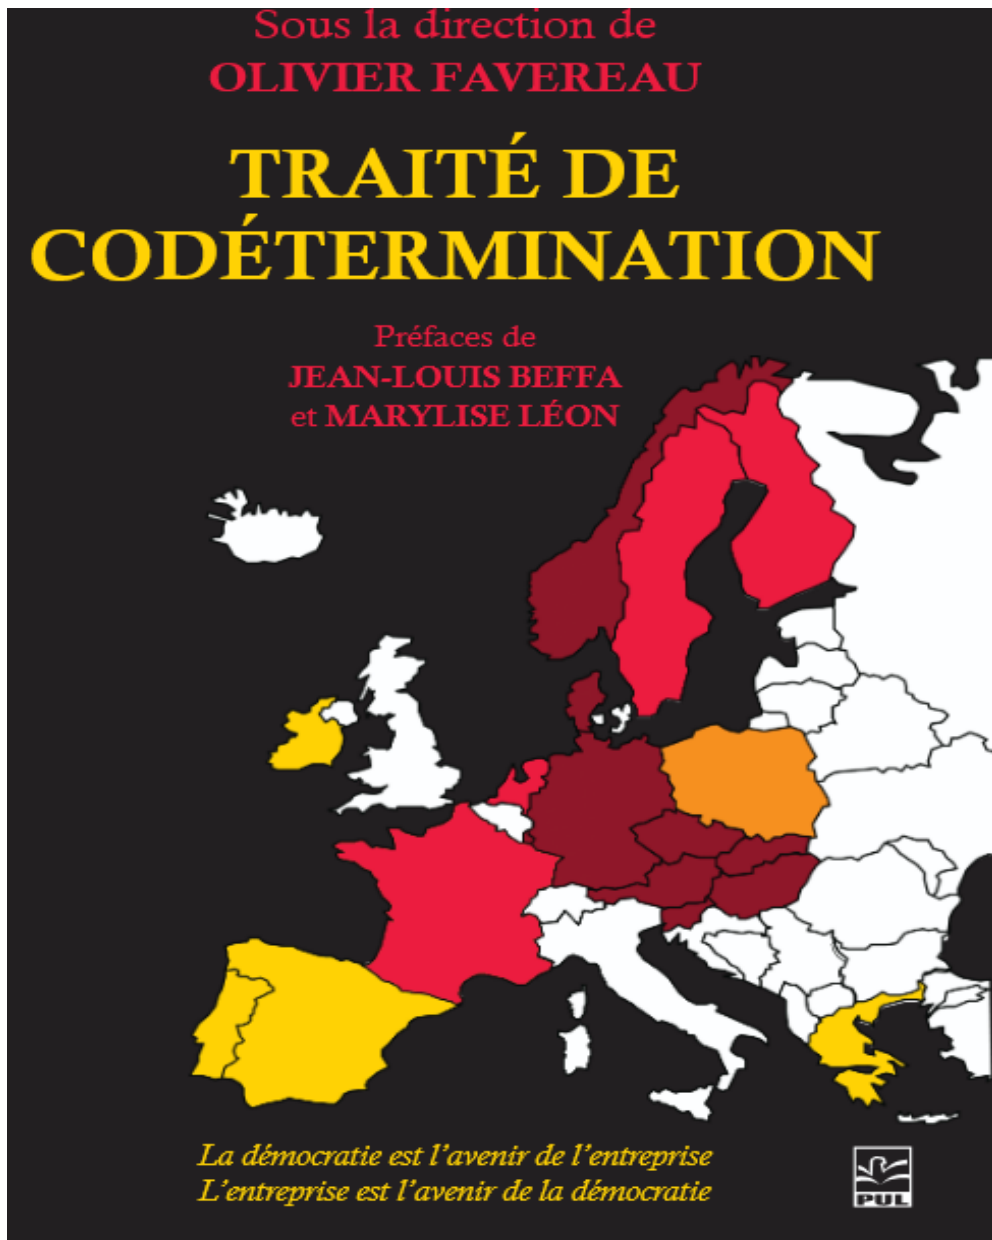 Sous la direction de
OLIVIER FAVEREAU
TRAITÉ DE
CODÉTERMINATION
Préfaces de
JEAN-LOUIS BEFFA
et MARYLISE LÉON
La démocratie est l'avenir de l'entreprise
L'entreprise est l'avenir de la démocratie
PUL